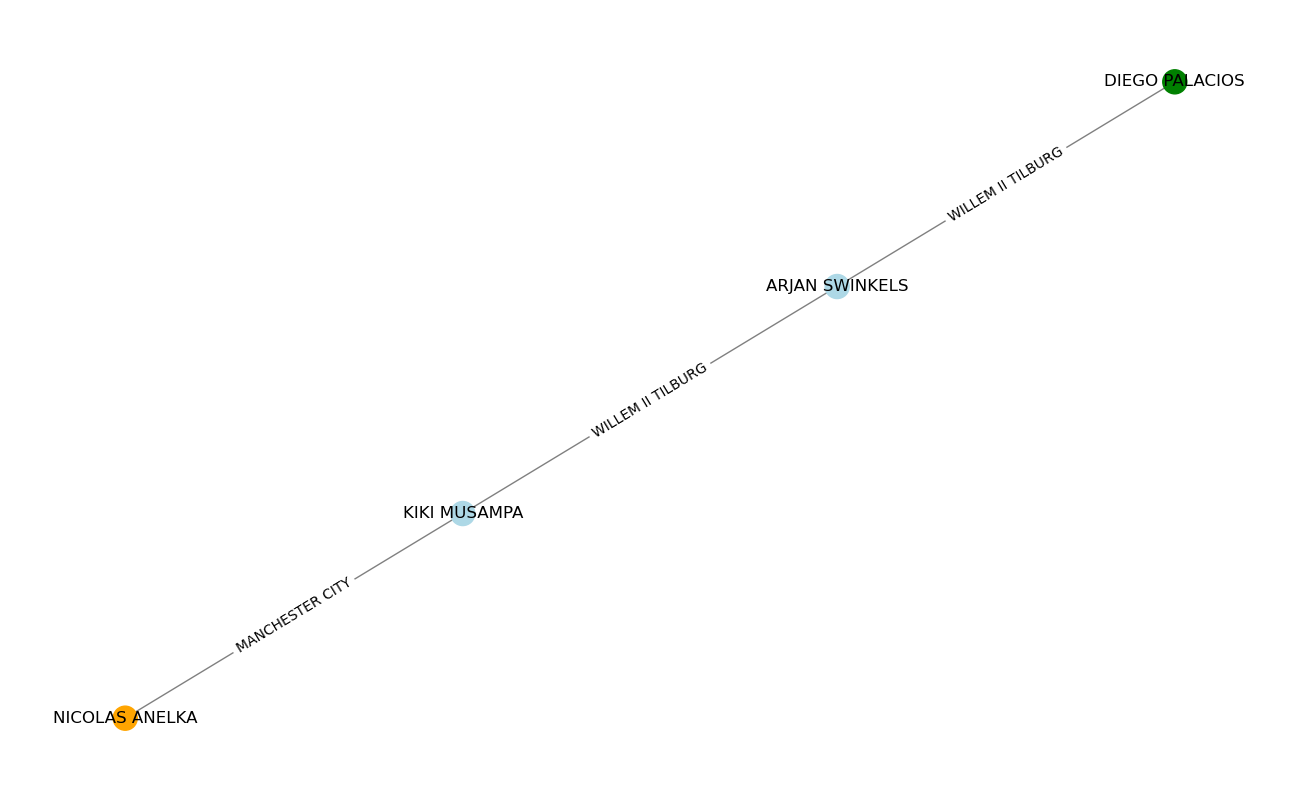 DIEGO PALACIOS
WILLEM II TILBURG
ARJAN SWINKELS
WILLEM II TILBURG
KIKI MUSAMPA
MANCHESTER CITY
NICOLAS ANELKA